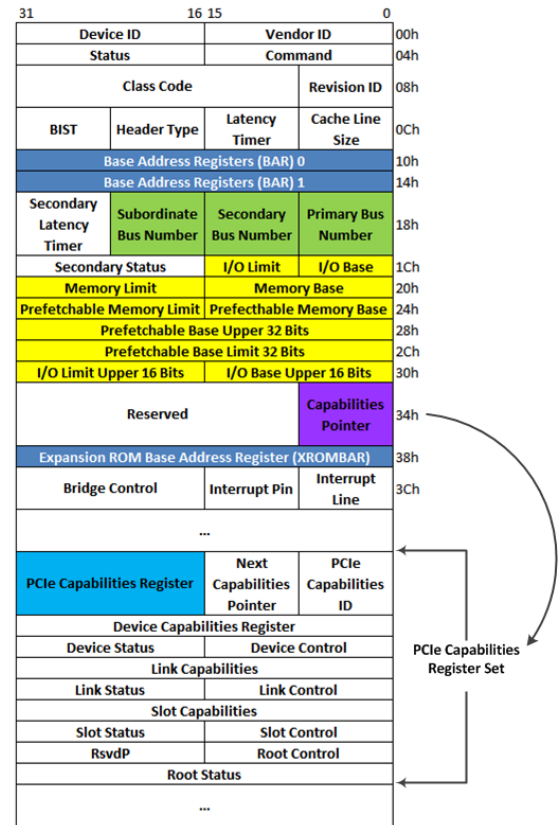 31 16 15 0
Device ID Vendor ID 00h
Status Command 04h
Class Code Revision ID 08h
BIST Header Type Latency Timer Cache Line Size 0Ch
Base Address Registers (BAR) 0 10h
Base Address Registers (BAR) 1 14h
Secondary Latency Timer Subordinate Bus Number Secondary Bus Number Primary Bus Number 18h
Secondary Status I/O Limit I/O Base 1Ch
Memory Limit Memory Base 20h
Prefetchable Memory Limit Prefecthable Memory Base 24h
Prefetchable Base Upper 32 Bits 28h
Prefetchable Base Limit 32 Bits 2Ch
I/O Limit Upper 16 Bits I/O Base Upper 16 Bits 30h
Reserved Capabilities Pointer 34h
Expansion ROM Base Address Register (XROMBAR) 38h
Bridge Control Interrupt Pin Interrupt Line 3Ch
...
PCIe Capabilities Register Next Capabilities Pointer PCIe Capabilities ID
Device Capabilities Register
Device Status Device Control
Link Capabilities
Link Status Link Control
Slot Capabilities
Slot Status Slot Control
RsvdP Root Control
Root Status
...
PCIe Capabilities
Register Set